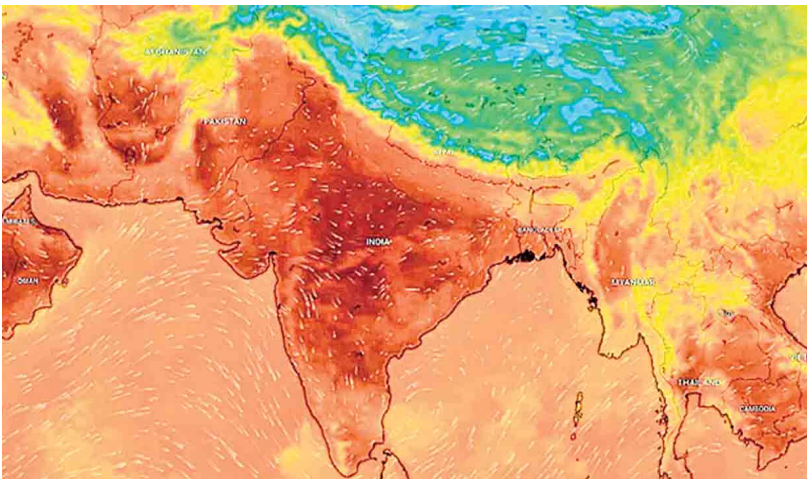 AFGHANISTAN
PAKISTAN
INDIA
BANGLADESH
OMAN
MYANMAR
THAILAND
CAMBODIA